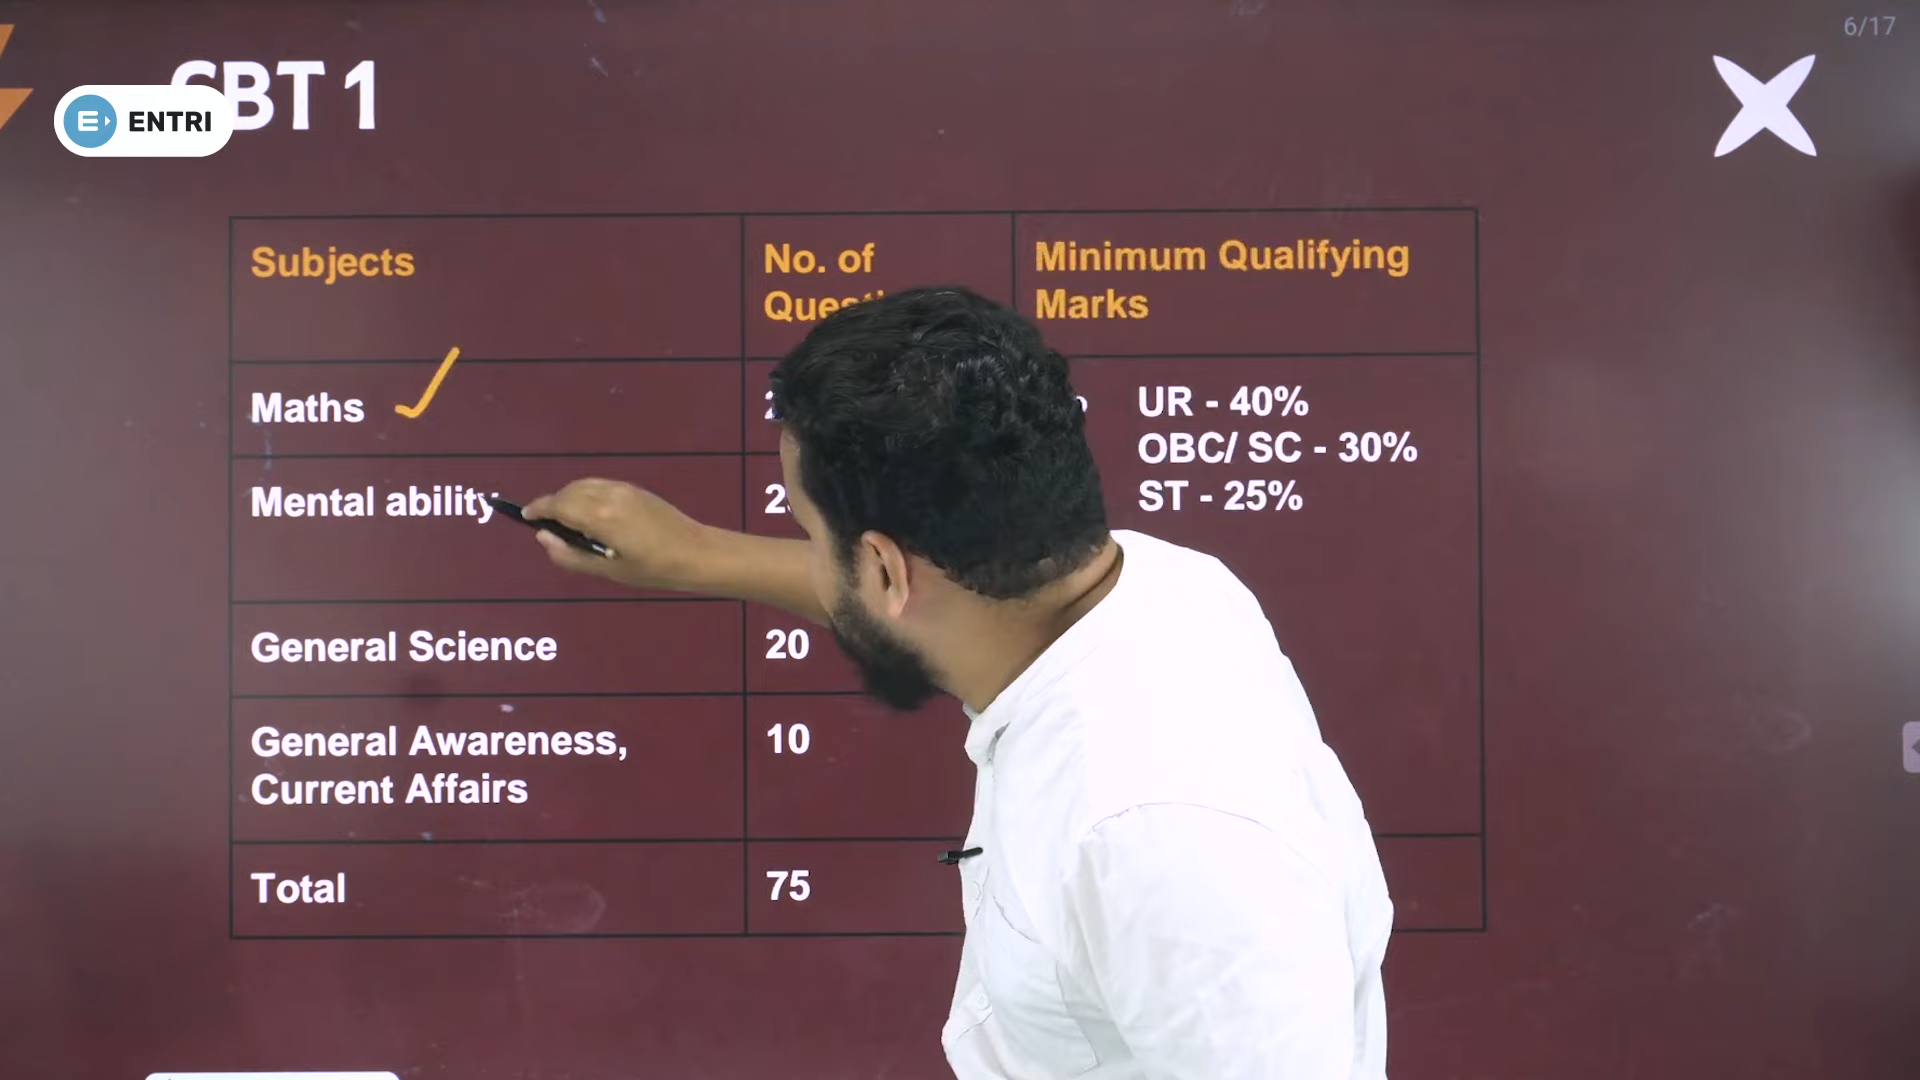 6/17
CBT 1
ENTRI
Subjects
No. of
Minimum Qualifying
Marks
Maths
UR - 40%
OBC/ SC - 30%
ST - 25%
Mental ability
General Science
20
General Awareness,
Current Affairs
10
Total
75